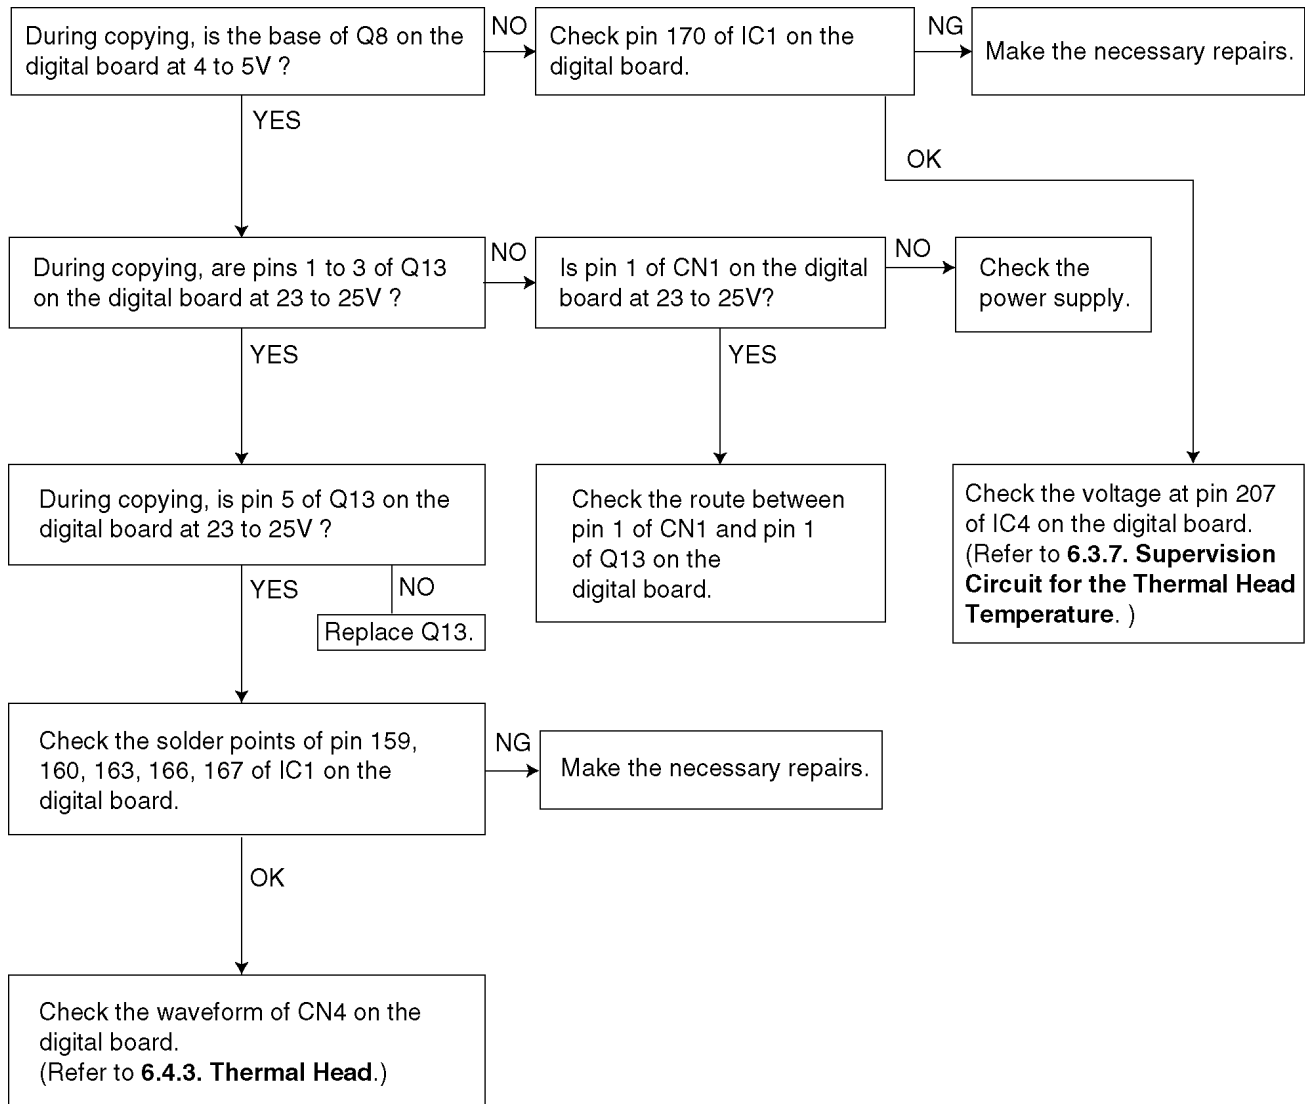 During copying, is the base of Q8 on the
digital board at 4 to 5V ?
NO
Check pin 170 of IC1 on the
digital board.
NG
Make the necessary repairs.
YES
OK
During copying, are pins 1 to 3 of Q13
on the digital board at 23 to 25V ?
NO
Is pin 1 of CN1 on the digital
board at 23 to 25V?
NO
Check the
power supply.
YES
YES
During copying, is pin 5 of Q13 on the
digital board at 23 to 25V ?
Check the route between
pin 1 of CN1 and pin 1
of Q13 on the
digital board.
Check the voltage at pin 207
of IC4 on the digital board.
(Refer to 6.3.7. Supervision
Circuit for the Thermal Head
Temperature. )
YES
NO
Replace Q13.
Check the solder points of pin 159,
160, 163, 166, 167 of IC1 on the
digital board.
NG
Make the necessary repairs.
OK
Check the waveform of CN4 on the
digital board.
(Refer to 6.4.3. Thermal Head.)